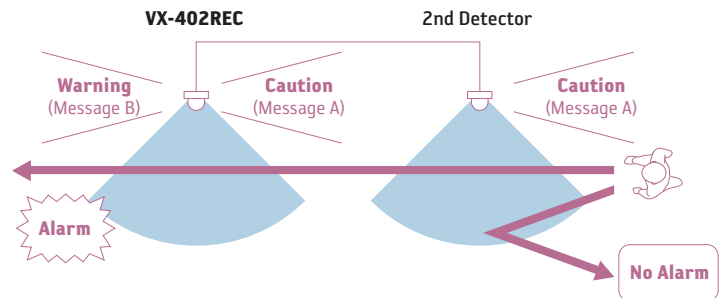 VX-402REC
2nd Detector
Warning
(Message B)
Caution
(Message A)
Caution
(Message A)
Alarm
No Alarm